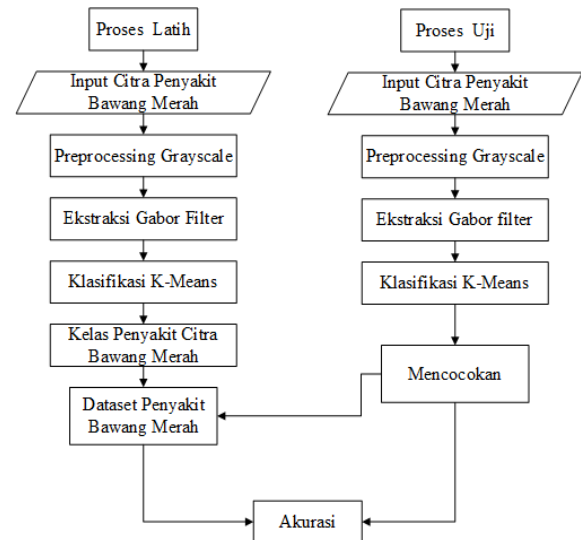 Proses Latih
Input Citra Penyakit
Bawang Merah
Preprocessing Grayscale
Ekstraksi Gabor Filter
Klasifikasi K-Means
Kelas Penyakit Citra
Bawang Merah
Dataset Penyakit
Bawang Merah
Proses Uji
Input Citra Penyakit
Bawang Merah
Preprocessing Grayscale
Ekstraksi Gabor filter
Klasifikasi K-Means
Mencocokan
Akurasi